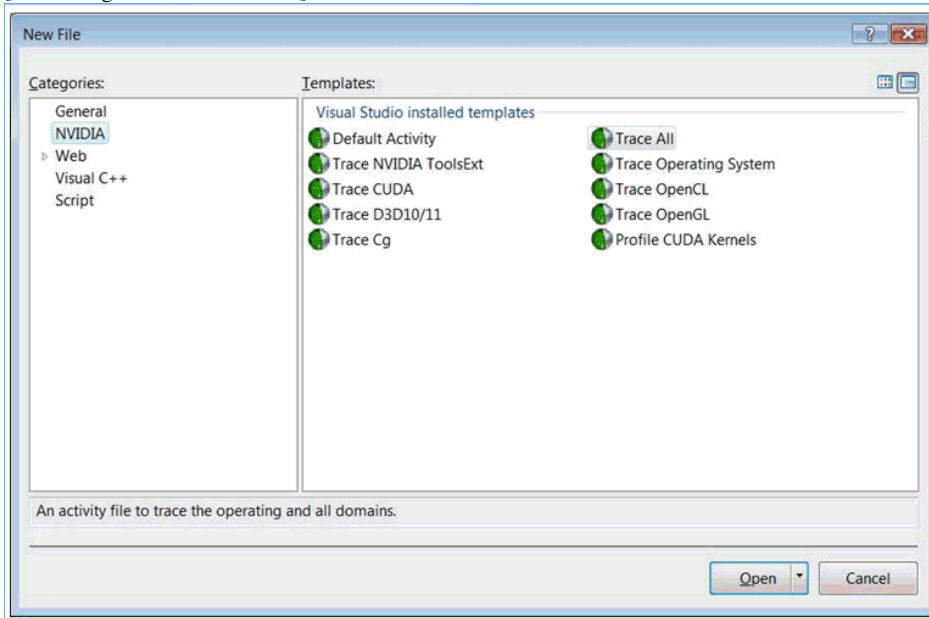 New File
Categories:
Templates:
General
NVIDIA
Web
Visual C++
Script
Visual Studio installed templates
Default Activity
Trace All
Trace NVIDIA ToolsExt
Trace Operating System
Trace CUDA
Trace OpenCL
Trace D3D10/11
Trace OpenGL
Trace Cg
Profile CUDA Kernels
An activity file to trace the operating and all domains.
Open
Cancel